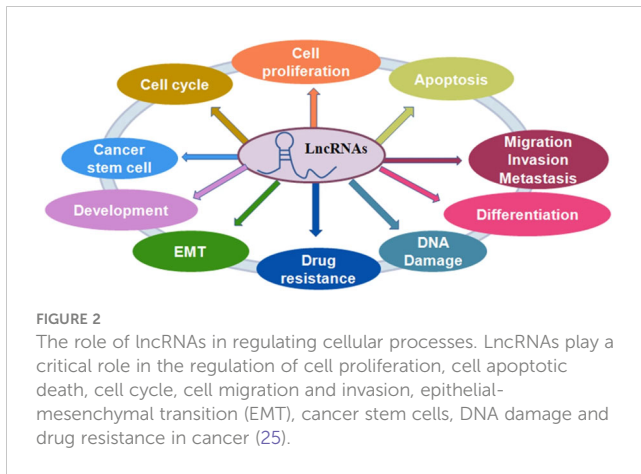 Cell
proliferation
Apoptosis
Cell cycle
LncRNAs
Cancer
stem cell
Migration
Invasion
Metastasis
Development
Differentiation
EMT
Drug
resistance
DNA
Damage
FIGURE 2
The role of lncRNAs in regulating cellular processes. LncRNAs play a
critical role in the regulation of cell proliferation, cell apoptotic
death, cell cycle, cell migration and invasion, epithelial-
mesenchymal transition (EMT), cancer stem cells, DNA damage and
drug resistance in cancer (25).